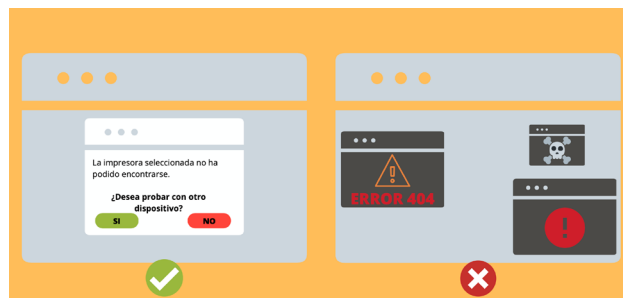 La impresora seleccionada no ha
podido encontrarse.
¿Desea probar con otro
dispositivo?
SI
NO
ERROR 404